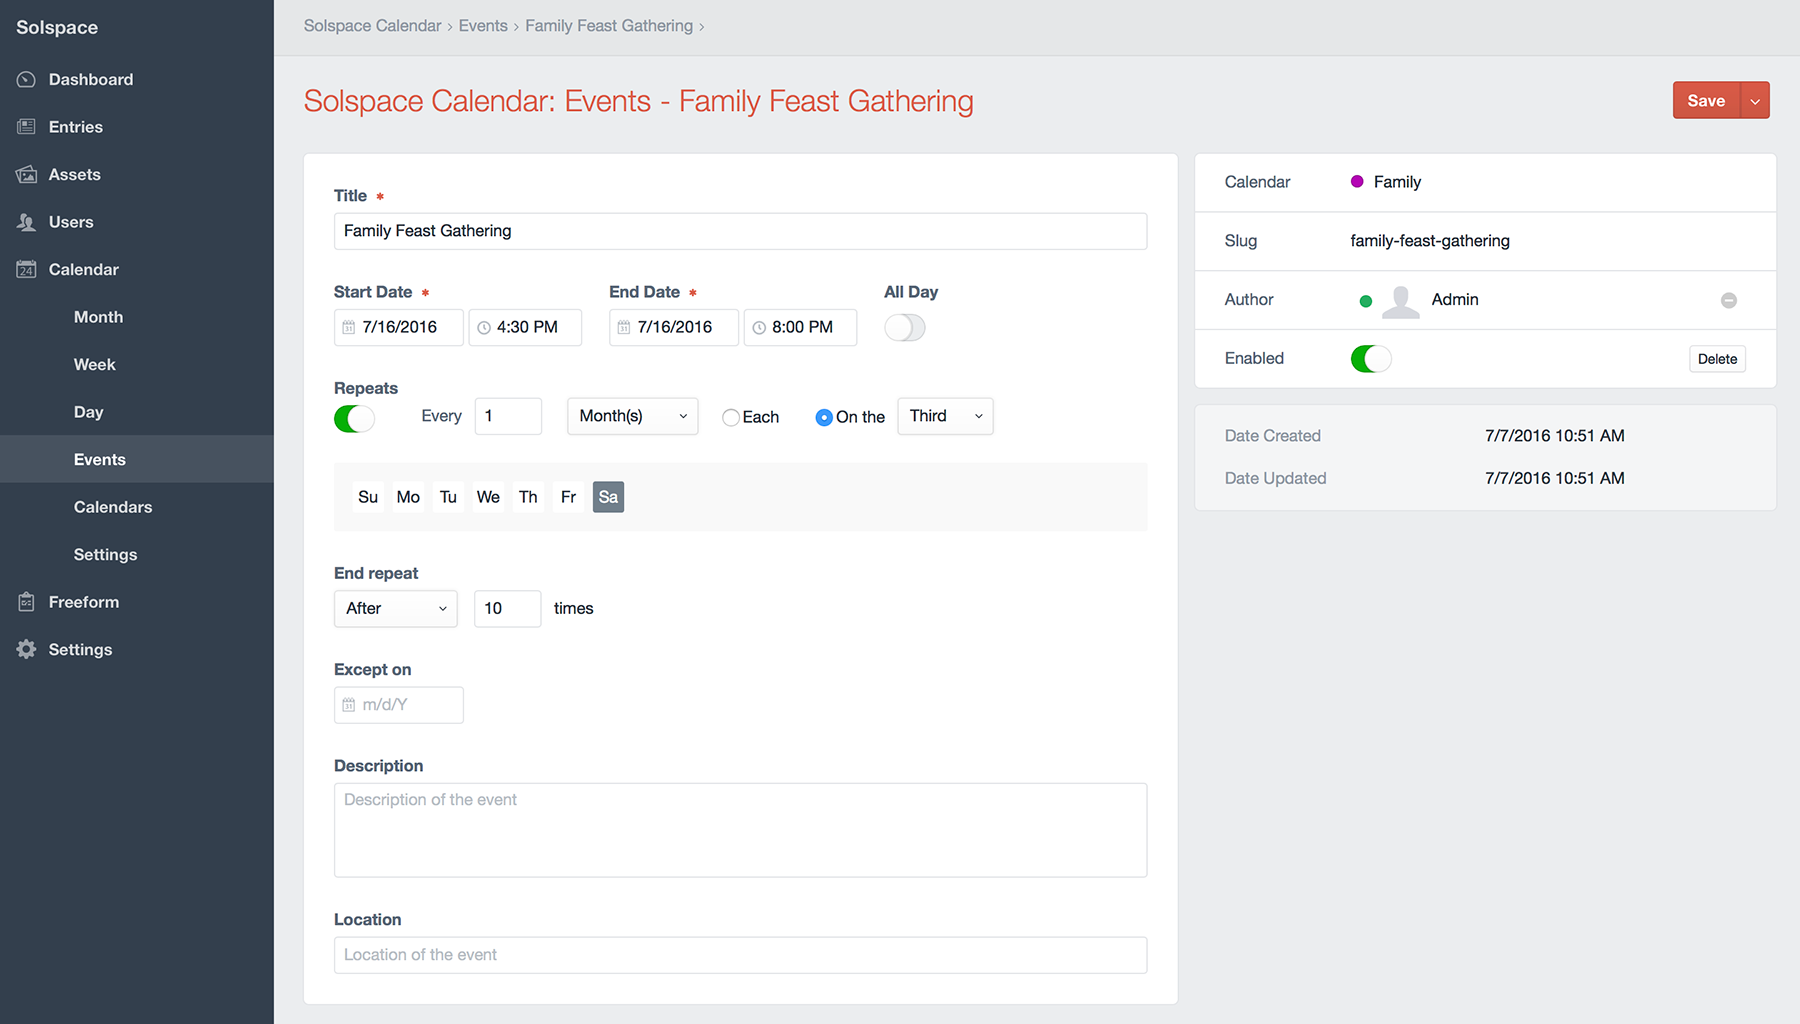 Solspace
Dashboard
Entries
Assets
Users
24
Calendar
Month
Week
Day
Events
Calendars
Settings
Freeform
Settings
Solspace Calendar › Events › Family Feast Gathering ›
Solspace Calendar: Events - Family Feast Gathering
Save
Title *
Family Feast Gathering
Start Date * End Date * All Day
31 7/16/2016 4:30 PM 31 7/16/2016 8:00 PM
Repeats
Every 1 Month(s) Each On the Third
Su Mo Tu We Th Fr Sa
End repeat
After 10 times
Except on
31 m/d/Y
Description
Description of the event
Location
Location of the event
Calendar Family
Slug family-feast-gathering
Author Admin
Enabled Delete
Date Created 7/7/2016 10:51 AM
Date Updated 7/7/2016 10:51 AM